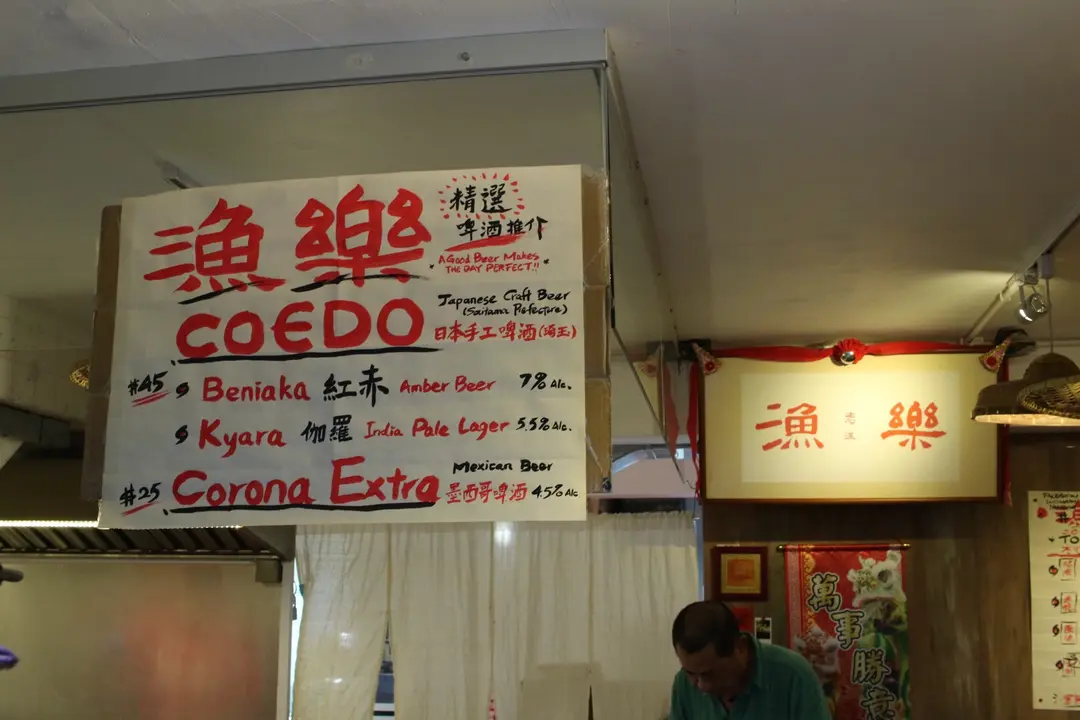 漁樂
精選
啤酒推介
"A Good Beer Makes
THE DAY PERFECT!!"
COEDO
Japanese Craft Beer
(Saitama Prefecture)
日本手工啤酒(埼玉)
#45 Beniaka 紅赤 Amber Beer 7% Alc.
Kyara 伽羅 India Pale Lager 5.5% Alc.
Mexican Beer
#25 Corona Extra 墨西哥啤酒 4.5% Alc
漁 樂
萬事勝意